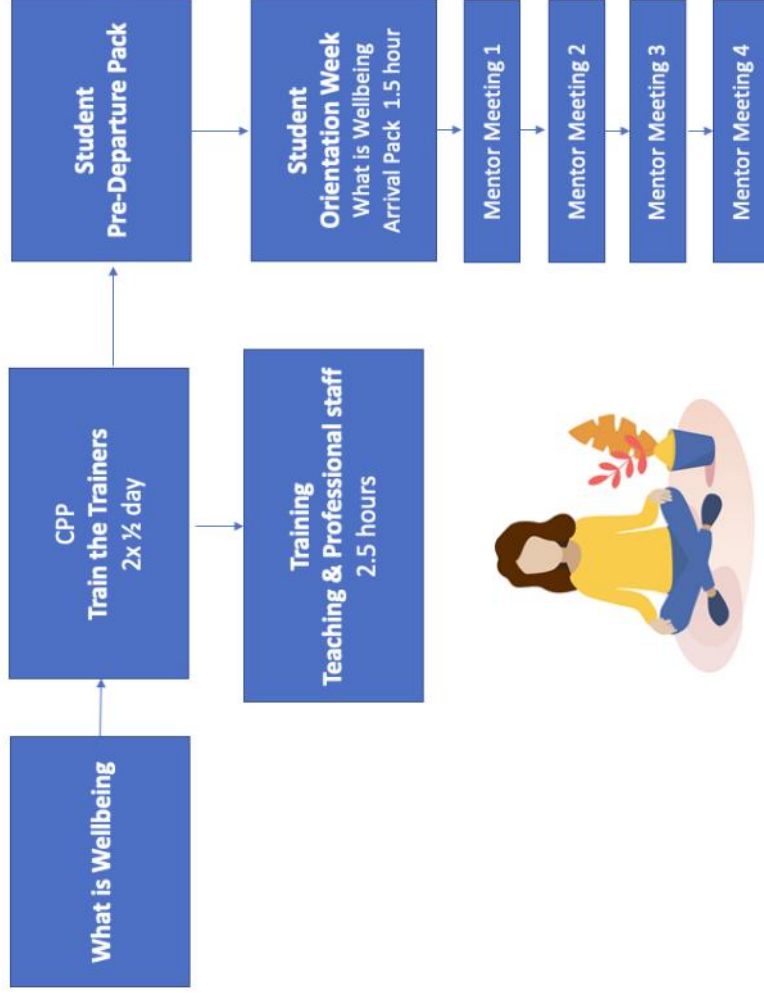 What is Wellbeing
CPP
Train the Trainers
2x ½ day
Training
Teaching & Professional staff
2.5 hours
Student
Pre-Departure Pack
Student
Orientation Week
What is Wellbeing
Arrival Pack 1.5 hour
Mentor Meeting 1
Mentor Meeting 2
Mentor Meeting 3
Mentor Meeting 4